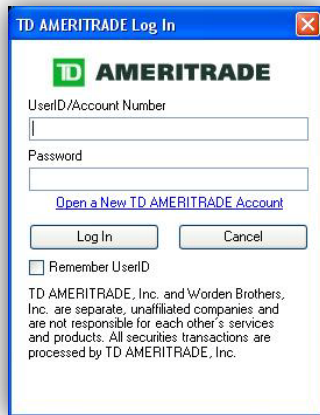 TD AMERITRADE Log In
TD AMERITRADE
UserID/Account Number
Password
Open a New TD AMERITRADE Account
Log In
Cancel
Remember UserID
TD AMERITRADE, Inc. and Worden Brothers,
Inc. are separate, unaffiliated companies and
are not responsible for each other's services
and products. All securities transactions are
processed by TD AMERITRADE, Inc.